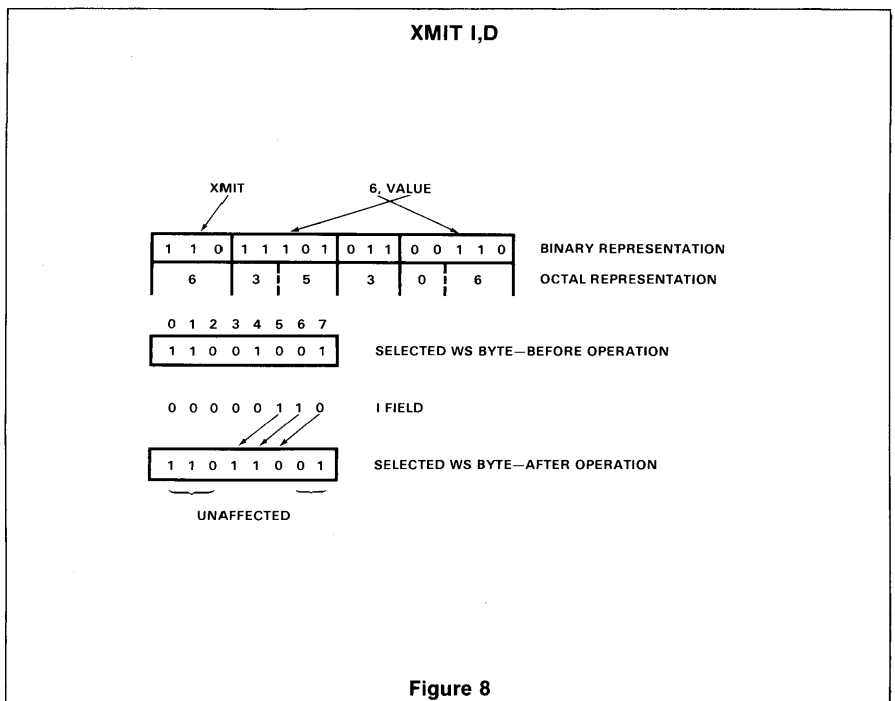 XMIT I,D
XMIT 6, VALUE
1 1 0 1 1 1 0 1 0 1 1 0 0 1 1 0 BINARY REPRESENTATION
6 3 5 3 0 6 OCTAL REPRESENTATION
0 1 2 3 4 5 6 7
1 1 0 0 1 0 0 1 SELECTED WS BYTE—BEFORE OPERATION
0 0 0 0 0 1 1 0 I FIELD
1 1 0 1 1 0 0 1 SELECTED WS BYTE—AFTER OPERATION
UNAFFECTED
Figure 8